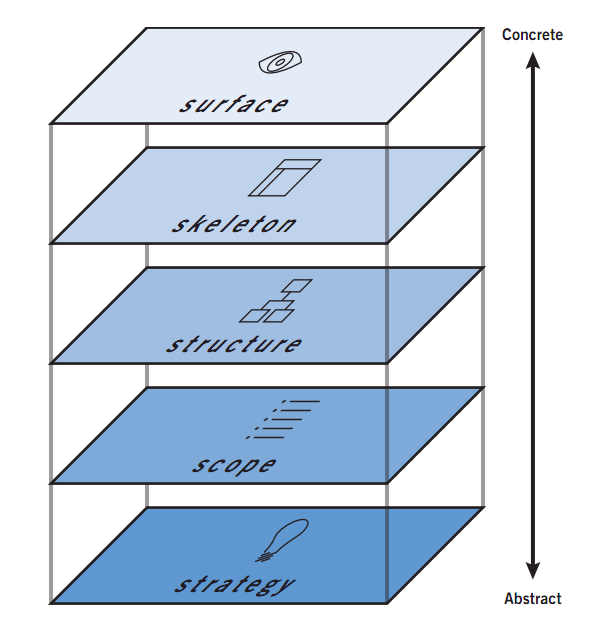 Concrete
surface
skeleton
structure
scope
strategy
Abstract